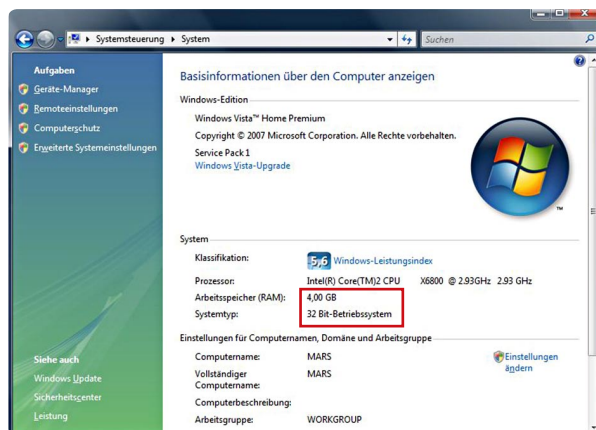 Systemsteuerung ▸ System
Suchen
Aufgaben
Geräte-Manager
Remoteeinstellungen
Computerschutz
Erweiterte Systemeinstellungen
Siehe auch
Windows Update
Sicherheitscenter
Leistung
Basisinformationen über den Computer anzeigen
Windows-Edition
Windows Vista™ Home Premium
Copyright © 2007 Microsoft Corporation. Alle Rechte vorbehalten.
Service Pack 1
Windows Vista-Upgrade
TM
System
Klassifikation: 5,6 Windows-Leistungsindex
Prozessor: Intel(R) Core(TM)2 CPU X6800 @ 2.93GHz 2.93 GHz
Arbeitsspeicher (RAM): 4,00 GB
Systemtyp: 32 Bit-Betriebssystem
Einstellungen für Computernamen, Domäne und Arbeitsgruppe
Computername: MARS
Einstellungen
ändern
Vollständiger MARS
Computername:
Computerbeschreibung:
Arbeitsgruppe: WORKGROUP